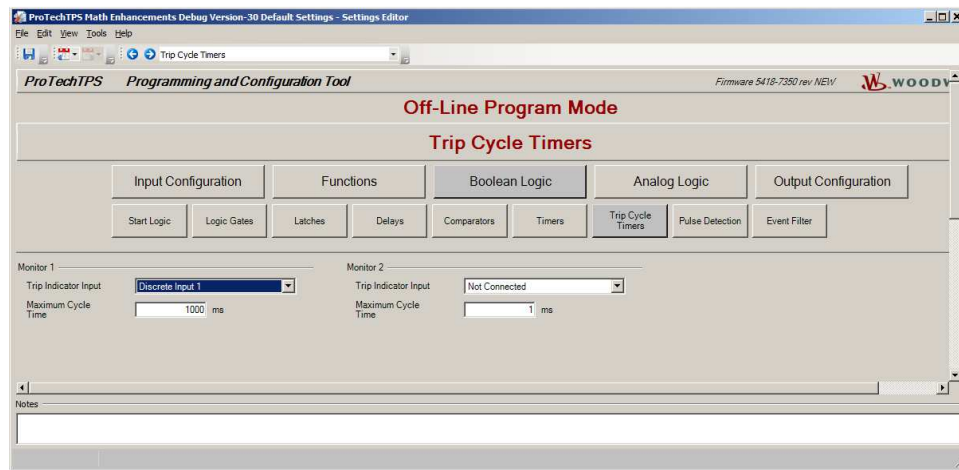 ProTechTPS Math Enhancements Debug Version-30 Default Settings - Settings Editor
File Edit View Tools Help
Trip Cycle Timers
ProTechTPS Programming and Configuration Tool Firmware 5418-7350 rev NEW WOODW
Off-Line Program Mode
Trip Cycle Timers
Input Configuration Functions Boolean Logic Analog Logic Output Configuration
Start Logic Logic Gates Latches Delays Comparators Timers Trip Cycle Timers Pulse Detection Event Filter
Monitor 1 Monitor 2
Trip Indicator Input Discrete Input 1 Trip Indicator Input Not Connected
Maximum Cycle Time 1000 ms Maximum Cycle Time 1 ms
Notes